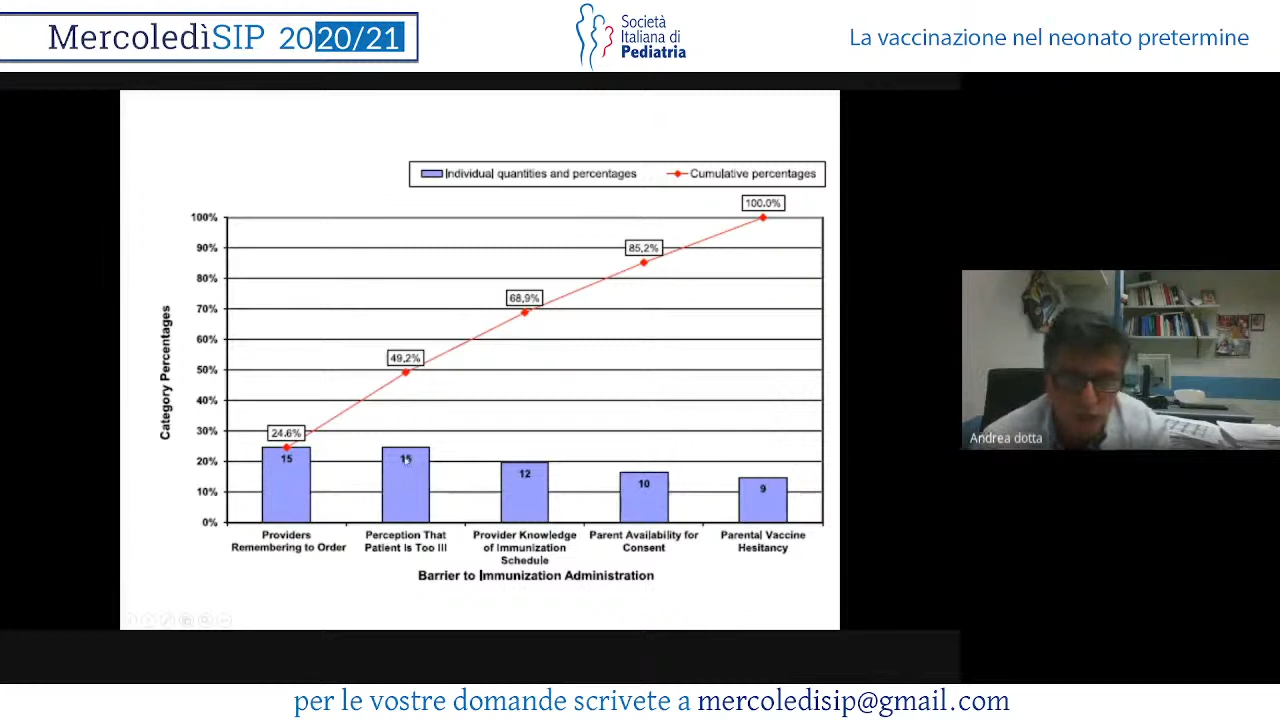 MercoledìSIP 2020/21
Società
Italiana di
Pediatria
La vaccinazione nel neonato pretermine
Individual quantities and percentages
Cumulative percentages
100.0%
85,2%
68,9%
49,2%
24.6%
Category Percentages
100%
90%
80%
70%
60%
50%
40%
30%
20%
10%
0%
15
15
12
10
9
Providers
Remembering to Order
Perception That
Patient Is Too Ill
Provider Knowledge
of Immunization
Schedule
Parent Availability for
Consent
Parental Vaccine
Hesitancy
Barrier to Immunization Administration
Andrea dotta
per le vostre domande scrivete a mercoledisip@gmail.com